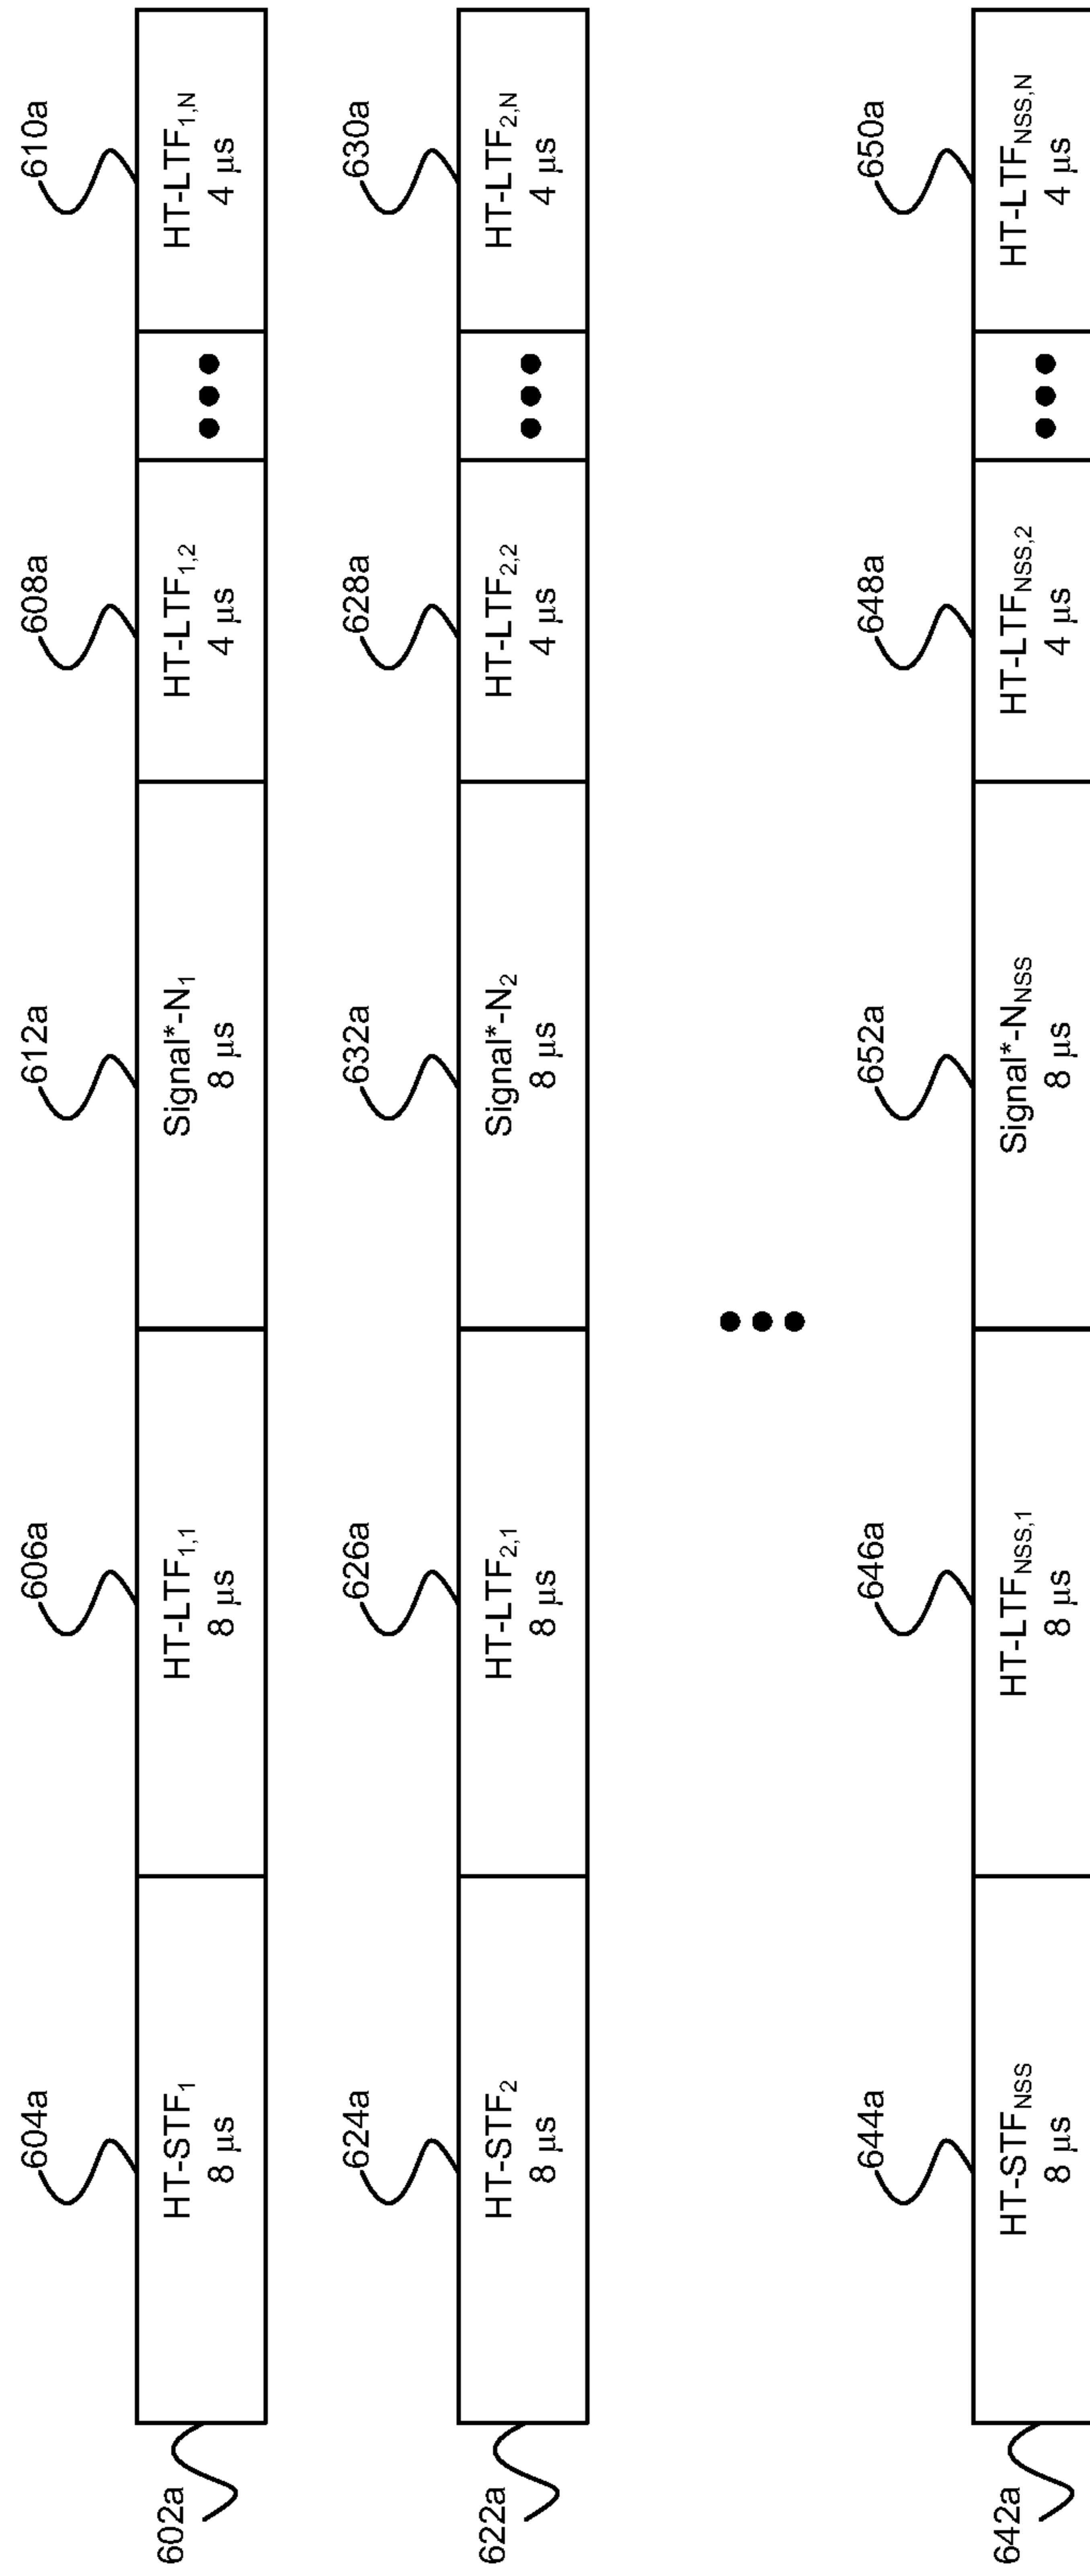 604a 606a 612a 608a 610a
602a
HT-STF₁
8 µs
HT-LTF₁,₁
8 µs
Signal*-N₁
8 µs
HT-LTF₁,₂
4 µs
•••
HT-LTF₁,N
4 µs
624a 626a 632a 628a 630a
622a
HT-STF₂
8 µs
HT-LTF₂,₁
8 µs
Signal*-N₂
8 µs
HT-LTF₂,₂
4 µs
•••
HT-LTF₂,N
4 µs
•••
644a 646a 652a 648a 650a
642a
HT-STFNSS
8 µs
HT-LTFNSS,1
8 µs
Signal*-NNSS
8 µs
HT-LTFNSS,2
4 µs
•••
HT-LTFNSS,N
4 µs